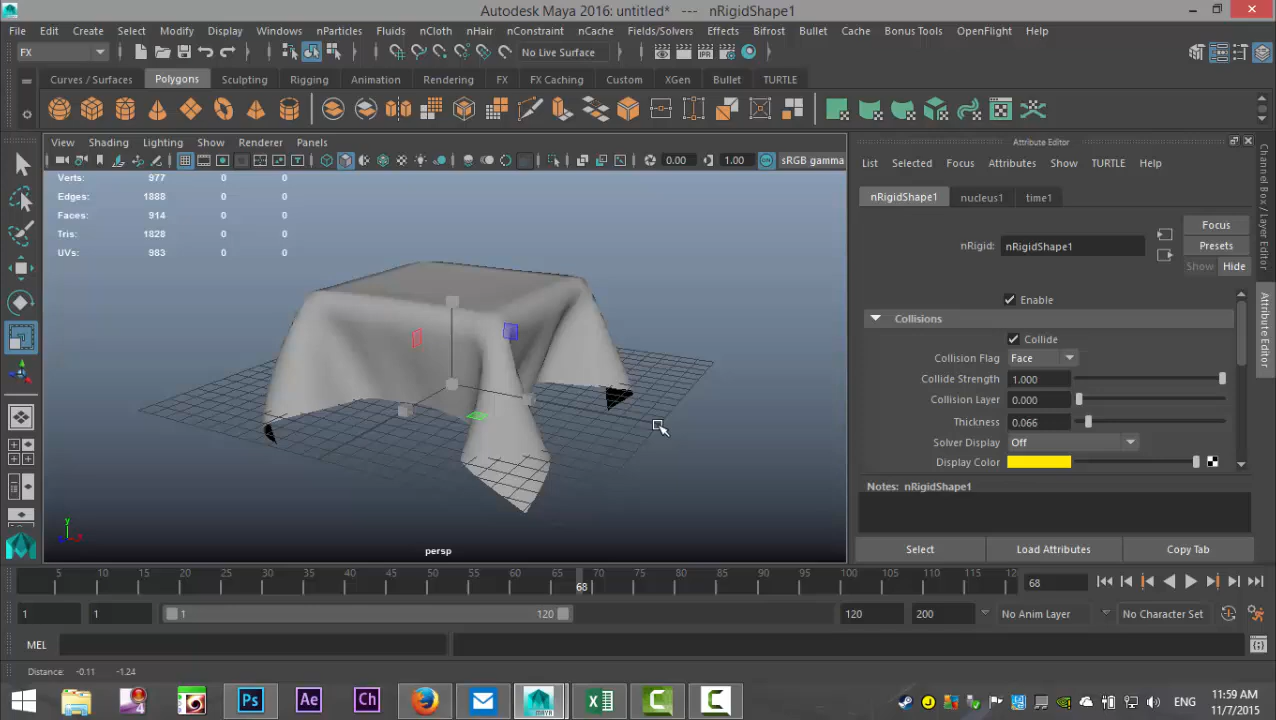 Autodesk Maya 2016: untitled* --- nRigidShape1
File Edit Create Select Modify Display Windows nParticles Fluids nCloth nHair nConstraint nCache Fields/Solvers Effects Bifrost Bullet Cache Bonus Tools OpenFlight Help
FX No Live Surface
Curves / Surfaces Polygons Sculpting Rigging Animation Rendering FX FX Caching Custom XGen Bullet TURTLE
View Shading Lighting Show Renderer Panels
0.00 1.00 sRGB gamma
Verts: 977 0 0
Edges: 1888 0 0
Faces: 914 0 0
Tris: 1828 0 0
UVs: 983 0 0
y
persp
Attribute Editor
List Selected Focus Attributes Show TURTLE Help
nRigidShape1 nucleus1 time1
Focus
nRigid: nRigidShape1 Presets
Show Hide
Enable
Collisions
Collide
Collision Flag Face
Collide Strength 1.000
Collision Layer 0.000
Thickness 0.066
Solver Display Off
Display Color
Notes: nRigidShape1
Select Load Attributes Copy Tab
Channel Box / Layer Editor
Attribute Editor
5 10 15 20 25 30 35 40 45 50 55 60 65 70 75 80 85 90 95 100 105 110 115 12
68 68
1 1 1 120 120 200 No Anim Layer No Character Set
MEL
Distance: -0.11 -1.24
4 Ps Ae Ch MAYA ENG 11:59 AM
11/7/2015